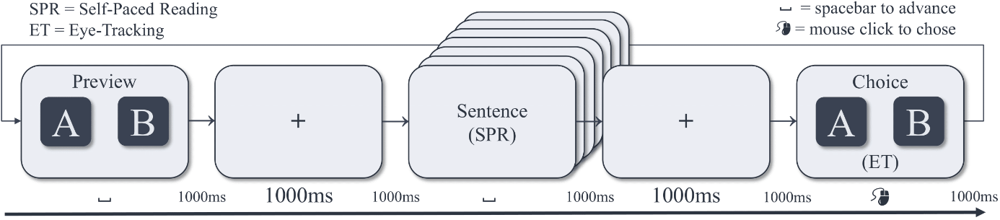 SPR = Self-Paced Reading
ET = Eye-Tracking
⎵ = spacebar to advance
= mouse click to chose
Preview
A B
+
Sentence
(SPR)
+
Choice
A B
(ET)
⎵ 1000ms 1000ms 1000ms ⎵ 1000ms 1000ms 1000ms 1000ms